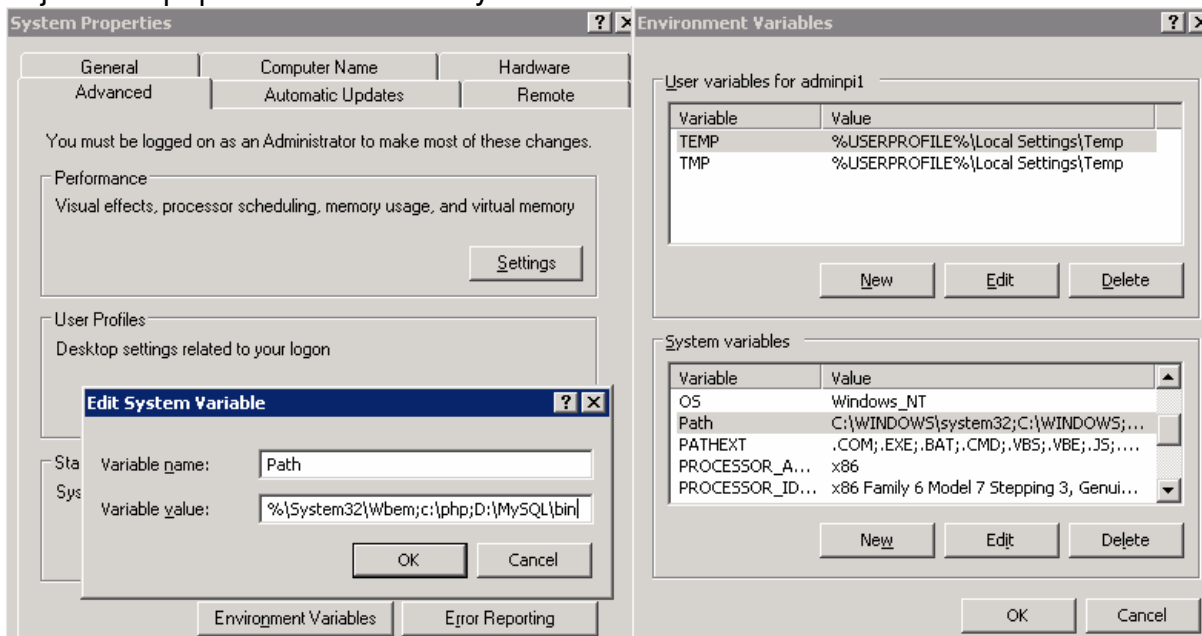 System Properties
General
Computer Name
Hardware
Advanced
Automatic Updates
Remote
You must be logged on as an Administrator to make most of these changes.
Performance
Visual effects, processor scheduling, memory usage, and virtual memory
Settings
User Profiles
Desktop settings related to your logon
Edit System Variable
Sta
Sys
Variable name:
Path
Variable value:
%\System32\Wbem;c:\php;D:\MySQL\bin
OK
Cancel
Environment Variables
Error Reporting
Environment Variables
User variables for adminpi1
Variable
Value
TEMP
%USERPROFILE%\Local Settings\Temp
TMP
%USERPROFILE%\Local Settings\Temp
New
Edit
Delete
System variables
Variable
Value
OS
Windows_NT
Path
C:\WINDOWS\system32;C:\WINDOWS;...
PATHEXT
.COM;.EXE;.BAT;.CMD;.VBS;.VBE;.JS;....
PROCESSOR_A...
x86
PROCESSOR_ID...
x86 Family 6 Model 7 Stepping 3, Genui...
New
Edit
Delete
OK
Cancel